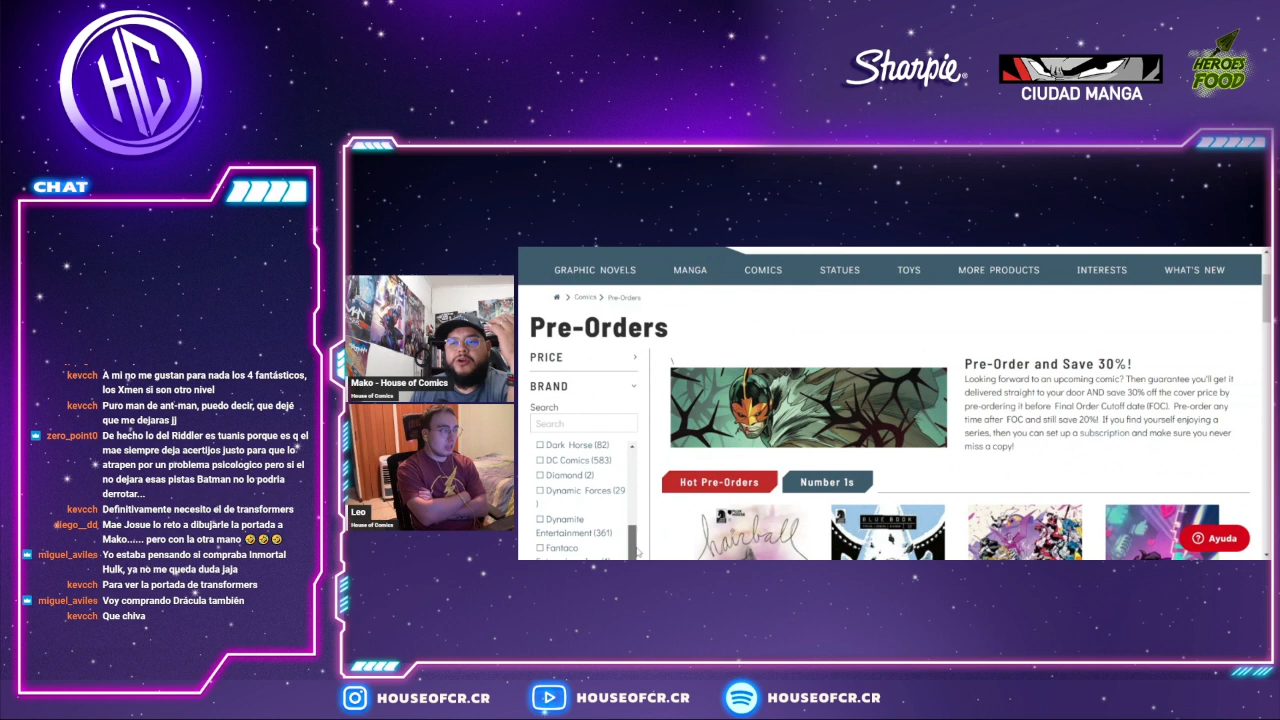 HC
Sharpie®
CIUDAD MANGA
HEROES
FOOD
CHAT
kevcch A mi no me gustan para nada los 4 fantásticos,
los Xmen si son otro nivel
kevcch Puro man de ant-man, puedo decir, que dejé
que me dejaras jj
zero_point0 De hecho lo del Riddler es tuanis porque es q el
mae siempre deja acertijos justo para que lo
atrapen por un problema psicológico pero si el
no dejara esas pistas Batman no lo podria
derrotar...
kevcch Definitivamente necesito el de transformers
diego__dd Mae Josue lo reto a dibujarle la portada a
Mako...... pero con la otra mano 🤣🤣🤣
miguel_aviles Yo estaba pensando si compraba Inmortal
Hulk, ya no me queda duda jaja
kevcch Para ver la portada de transformers
miguel_aviles Voy comprando Drácula también
kevcch Que chiva
Mako - House of Comics
House of Comics
Leo
House of Comics
GRAPHIC NOVELS MANGA COMICS STATUES TOYS MORE PRODUCTS INTERESTS WHAT'S NEW
Comics Pre-Orders
Pre-Orders
PRICE
BRAND
Search
Search
Dark Horse (82)
DC Comics (583)
Diamond (2)
Dynamic Forces (29
)
Dynamite
Entertainment (361)
Fantaco
\
Pre-Order and Save 30%!
Looking forward to an upcoming comic? Then guarantee you'll get it
delivered straight to your door AND save 30% off the cover price by
pre-ordering it before Final Order Cutoff date (FOC). Pre-order any
time after FOC and still save 20%! If you find yourself enjoying a
series, then you can set up a subscription and make sure you never
miss a copy!
Hot Pre-Orders Number 1s
hairball
BLUE BOOK
Ayuda
HOUSEOFCR.CR HOUSEOFCR.CR HOUSEOFCR.CR